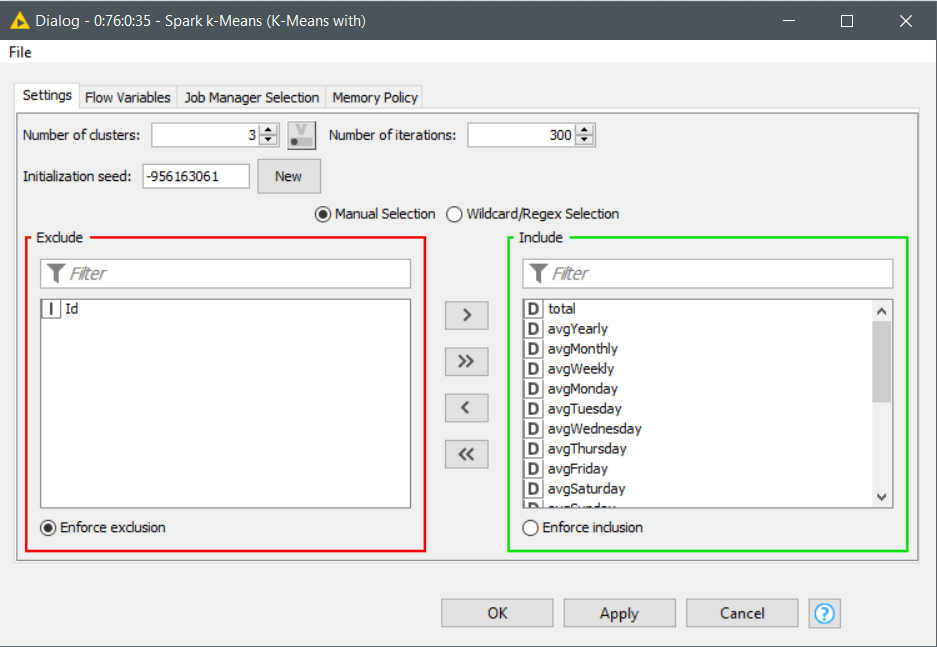 Dialog - 0:76:0:35 - Spark k-Means (K-Means with)
File
Settings Flow Variables Job Manager Selection Memory Policy
Number of clusters: 3 V Number of iterations: 300
Initialization seed: -956163061 New
Manual Selection Wildcard/Regex Selection
Exclude Include
Filter Filter
I Id D total
D avgYearly
> D avgMonthly
>> D avgWeekly
D avgMonday
< D avgTuesday
D avgWednesday
<< D avgThursday
D avgFriday
D avgSaturday
D avgSunday
Enforce exclusion Enforce inclusion
OK Apply Cancel ?